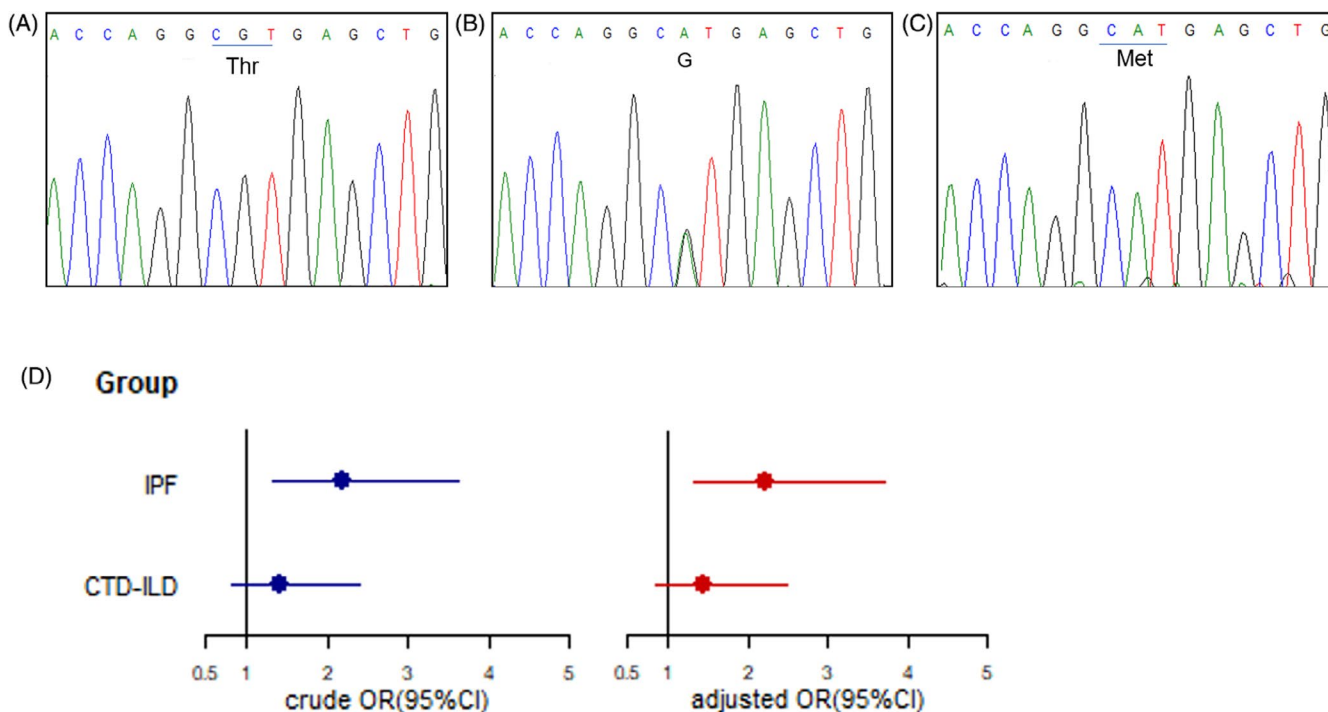 (A)
A C C A G G C G T G A G C T G
Thr
(B)
A C C A G G C A T G A G C T G
G
(C)
A C C A G G C A T G A G C T G
Met
(D)
Group
IPF
CTD-ILD
0.5 1 2 3 4 5
crude OR(95%CI)
0.5 1 2 3 4 5
adjusted OR(95%CI)